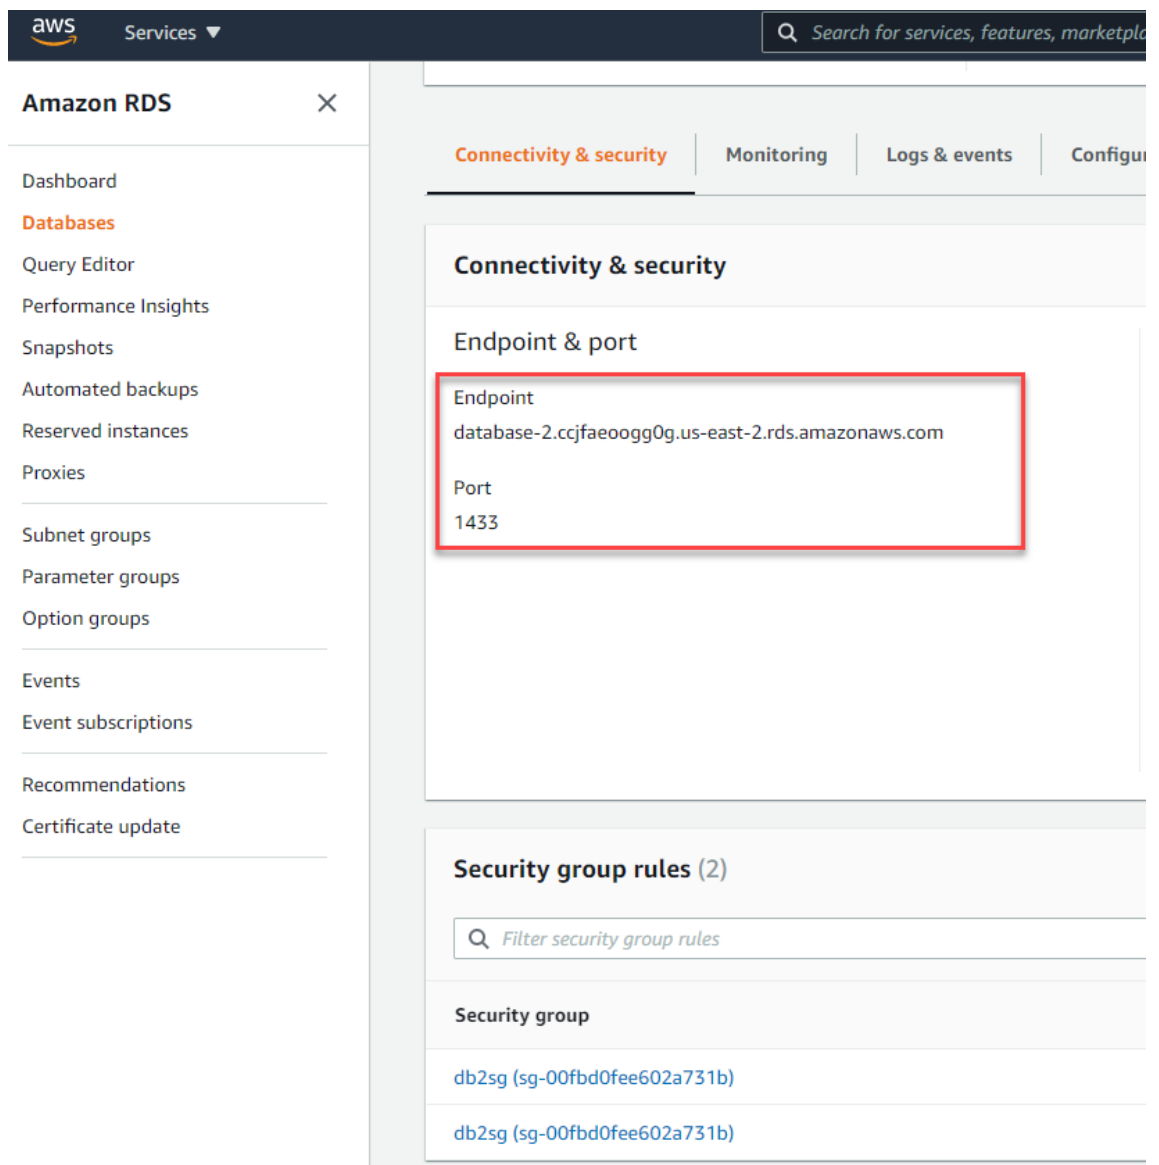 aws
Services ▼
Search for services, features, marketpla
Amazon RDS
Dashboard
Databases
Query Editor
Performance Insights
Snapshots
Automated backups
Reserved instances
Proxies
Subnet groups
Parameter groups
Option groups
Events
Event subscriptions
Recommendations
Certificate update
Connectivity & security
Monitoring
Logs & events
Configur
Connectivity & security
Endpoint & port
Endpoint
database-2.ccjfaeoogg0g.us-east-2.rds.amazonaws.com
Port
1433
Security group rules (2)
Filter security group rules
Security group
db2sg (sg-00fbd0fee602a731b)
db2sg (sg-00fbd0fee602a731b)